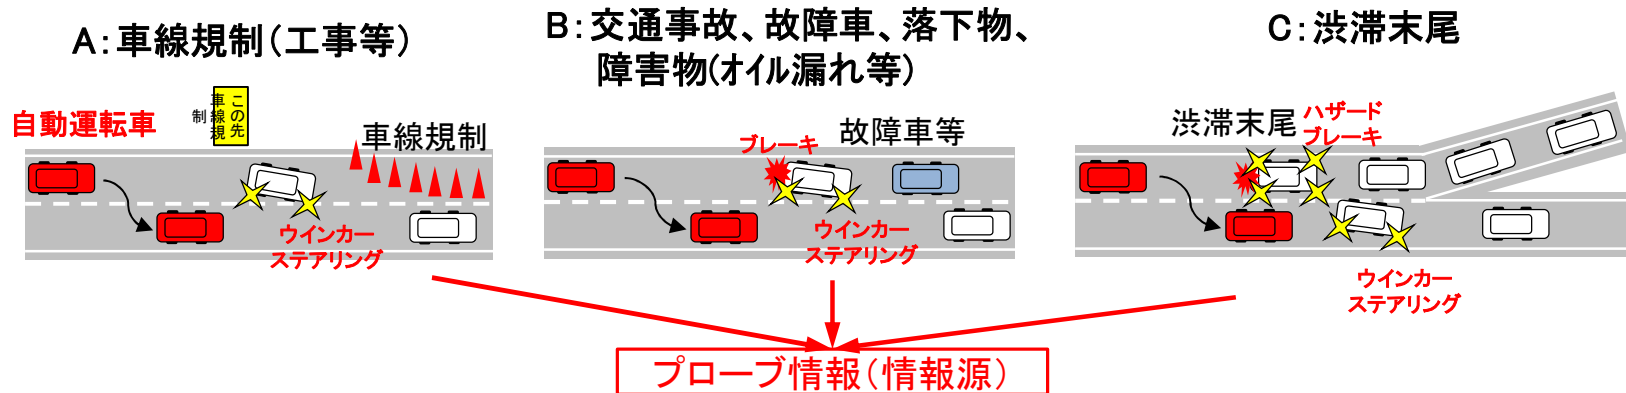 A：車線規制（工事等）
自動運転車
この先
車線規
制
車線規制
ウインカー
ステアリング
B：交通事故、故障車、落下物、
障害物(オイル漏れ等)
ブレーキ
故障車等
ウインカー
ステアリング
C：渋滞末尾
渋滞末尾
ハザード
ブレーキ
ウインカー
ステアリング
プローブ情報（情報源）